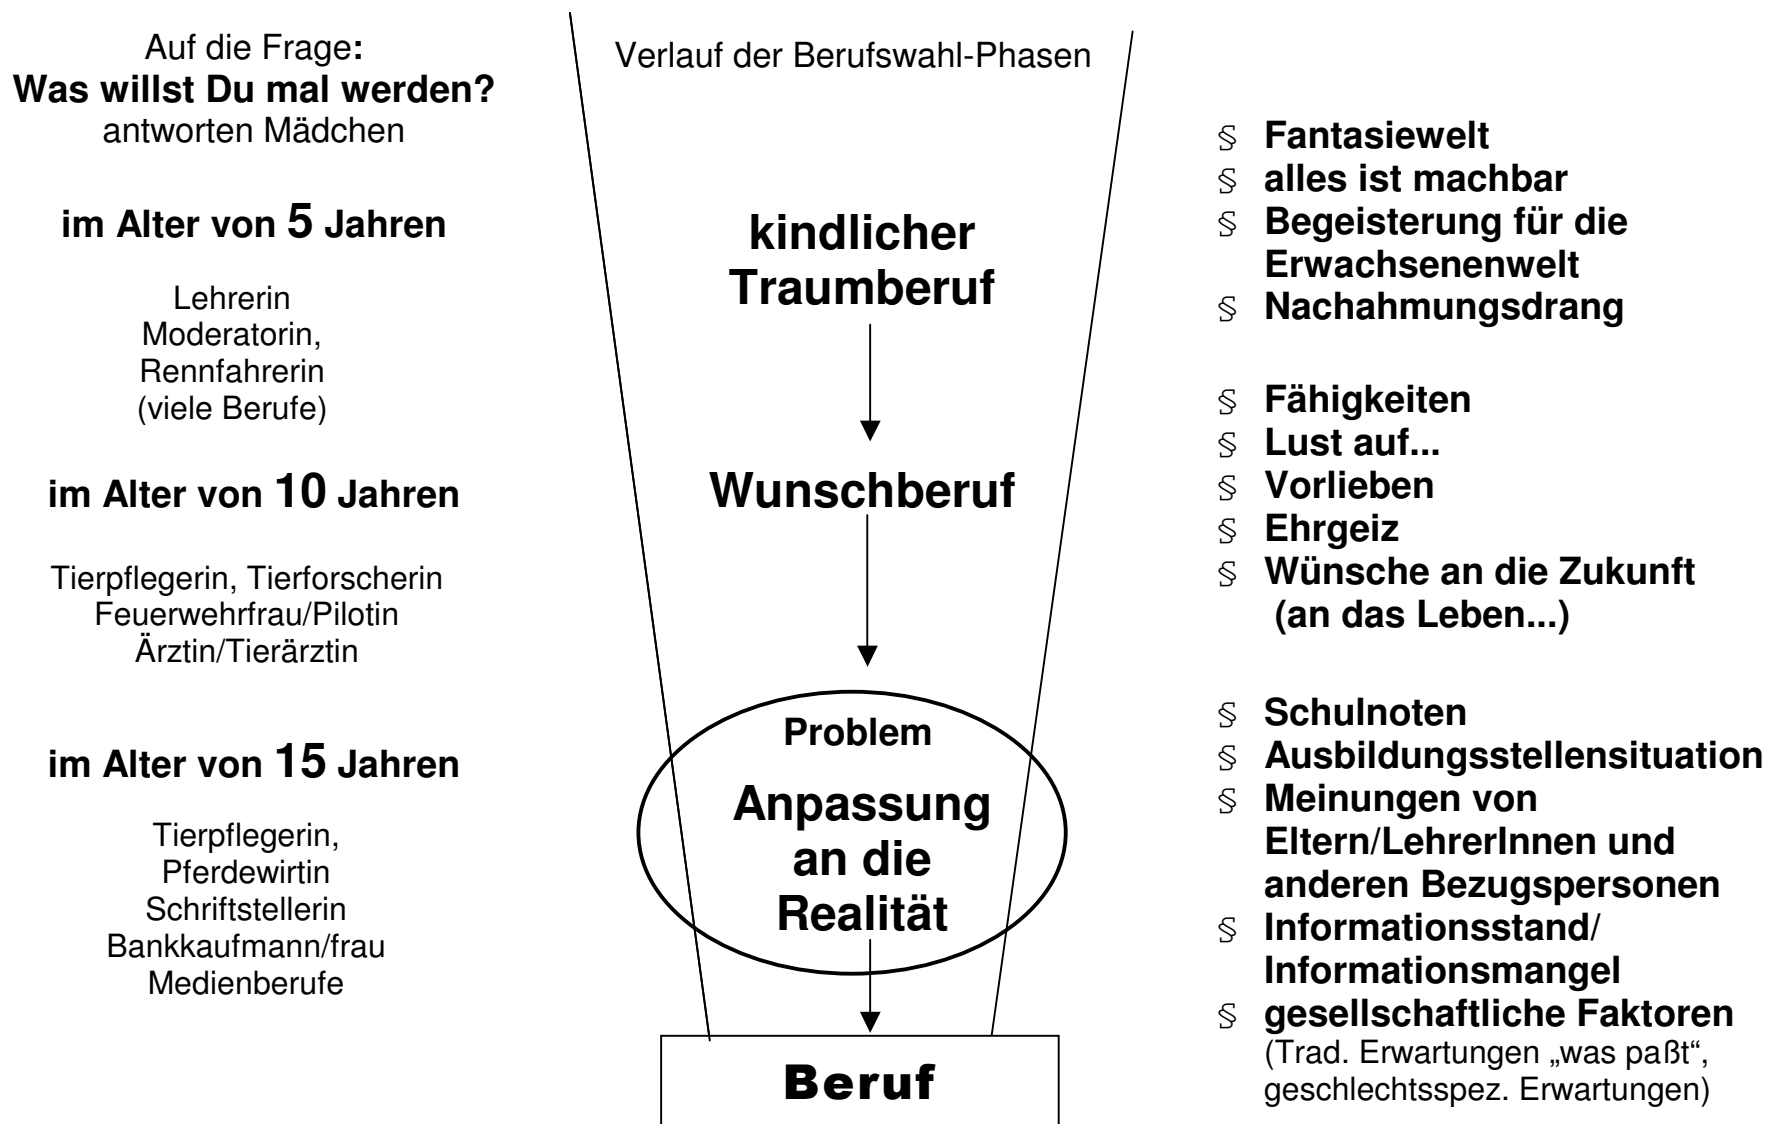 Auf die Frage:
Was willst Du mal werden?
antworten Mädchen
im Alter von 5 Jahren
Lehrerin
Moderatorin,
Rennfahrerin
(viele Berufe)
im Alter von 10 Jahren
Tierpflegerin, Tierforscherin
Feuerwehrfrau/Pilotin
Ärztin/Tierärztin
im Alter von 15 Jahren
Tierpflegerin,
Pferdewirtin
Schriftstellerin
Bankkaufmann/frau
Medienberufe
Verlauf der Berufswahl-Phasen
kindlicher
Traumberuf
Wunschberuf
Problem
Anpassung
an die
Realität
Beruf
§ Fantasiewelt
§ alles ist machbar
§ Begeisterung für die
Erwachsenenwelt
§ Nachahmungsdrang
§ Fähigkeiten
§ Lust auf...
§ Vorlieben
§ Ehrgeiz
§ Wünsche an die Zukunft
(an das Leben...)
§ Schulnoten
§ Ausbildungsstellensituation
§ Meinungen von
Eltern/LehrerInnen und
anderen Bezugspersonen
§ Informationsstand/
Informationsmangel
§ gesellschaftliche Faktoren
(Trad. Erwartungen „was paßt“,
geschlechtsspez. Erwartungen)